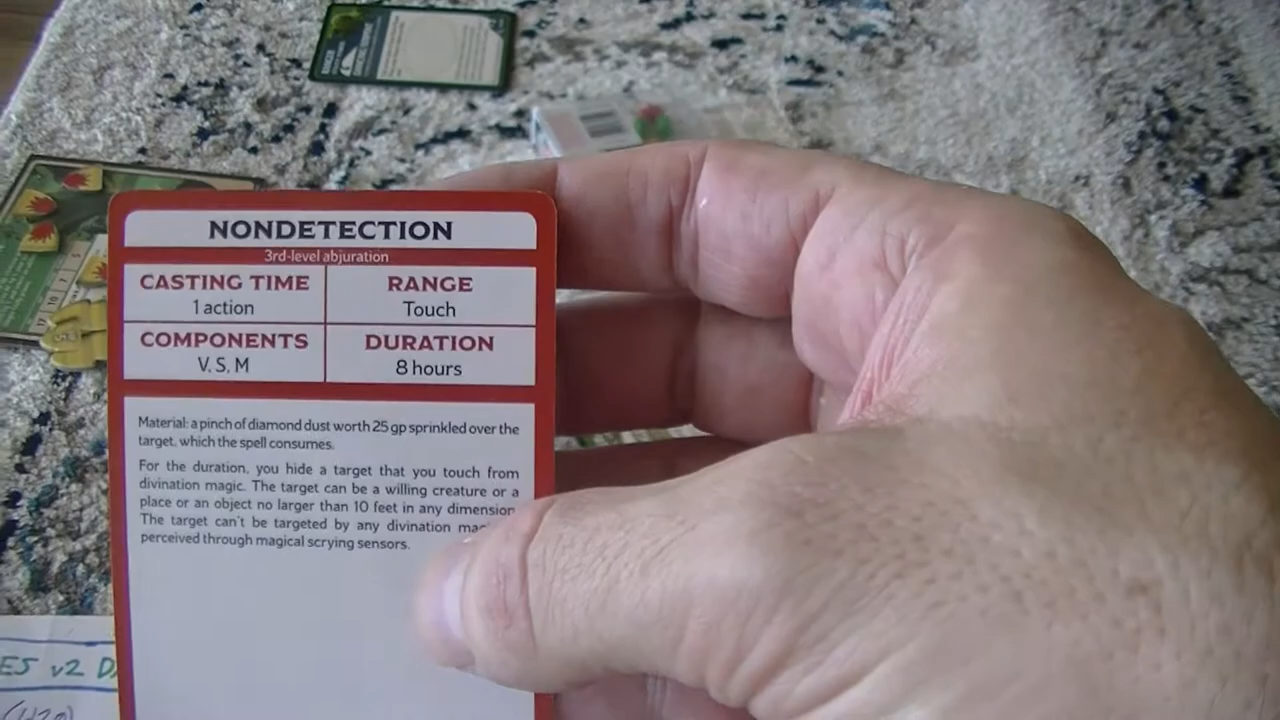 NONDETECTION
3rd-level abjuration
CASTING TIME
1 action
RANGE
Touch
COMPONENTS
V, S, M
DURATION
8 hours
Material: a pinch of diamond dust worth 25 gp sprinkled over the
target, which the spell consumes.
For the duration, you hide a target that you touch from
divination magic. The target can be a willing creature or a
place or an object no larger than 10 feet in any dimension
The target can't be targeted by any divination
perceived through magical scrying sensors.
v2